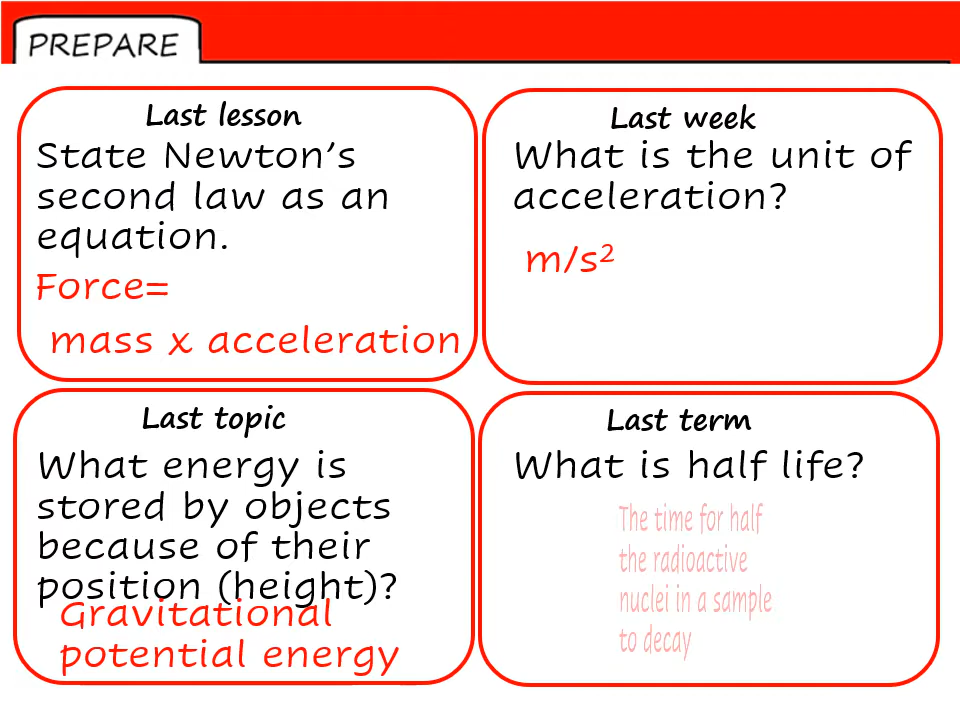 PREPARE
Last lesson
State Newton’s
second law as an
equation.
Force=
mass x acceleration
Last week
What is the unit of
acceleration?
m/s²
Last topic
What energy is
stored by objects
because of their
position (height)?
Gravitational
potential energy
Last term
What is half life?
The time for half
the radioactive
nuclei in a sample
to decay